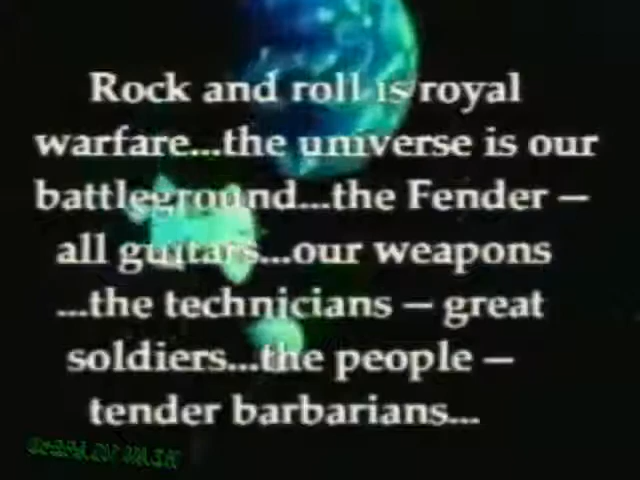 Rock and roll is royal
warfare...the universe is our
battleground...the Fender —
all guitars...our weapons
...the technicians — great
soldiers...the people —
tender barbarians...